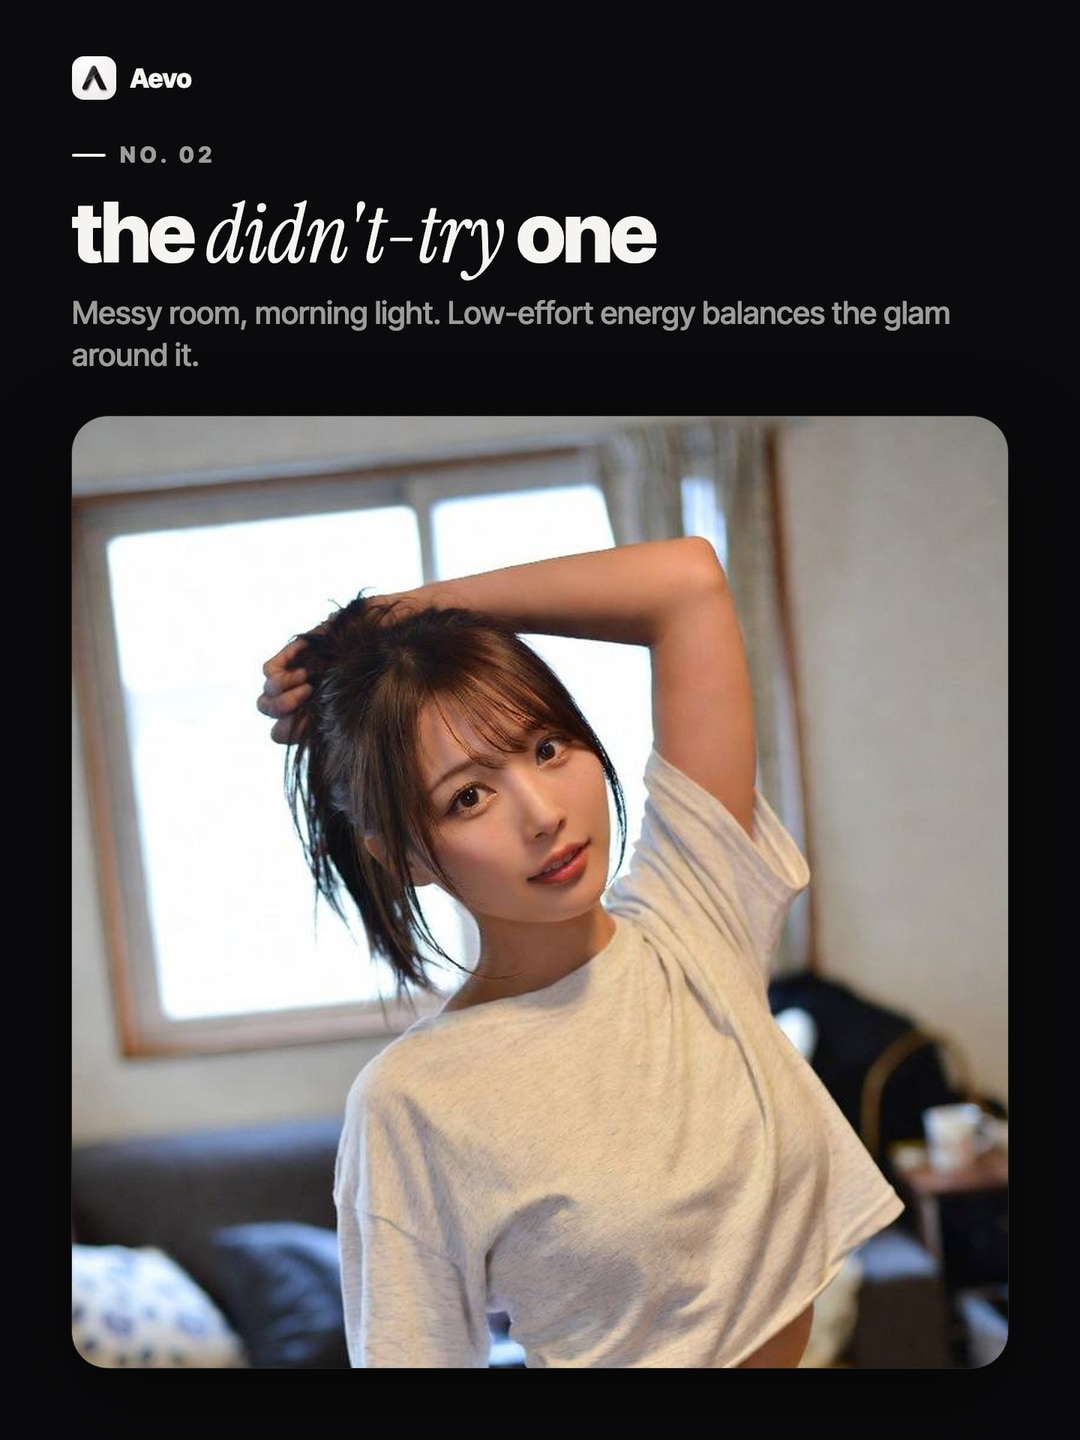 Aevo
NO. 02
the didn't-try one
Messy room, morning light. Low-effort energy balances the glam
around it.